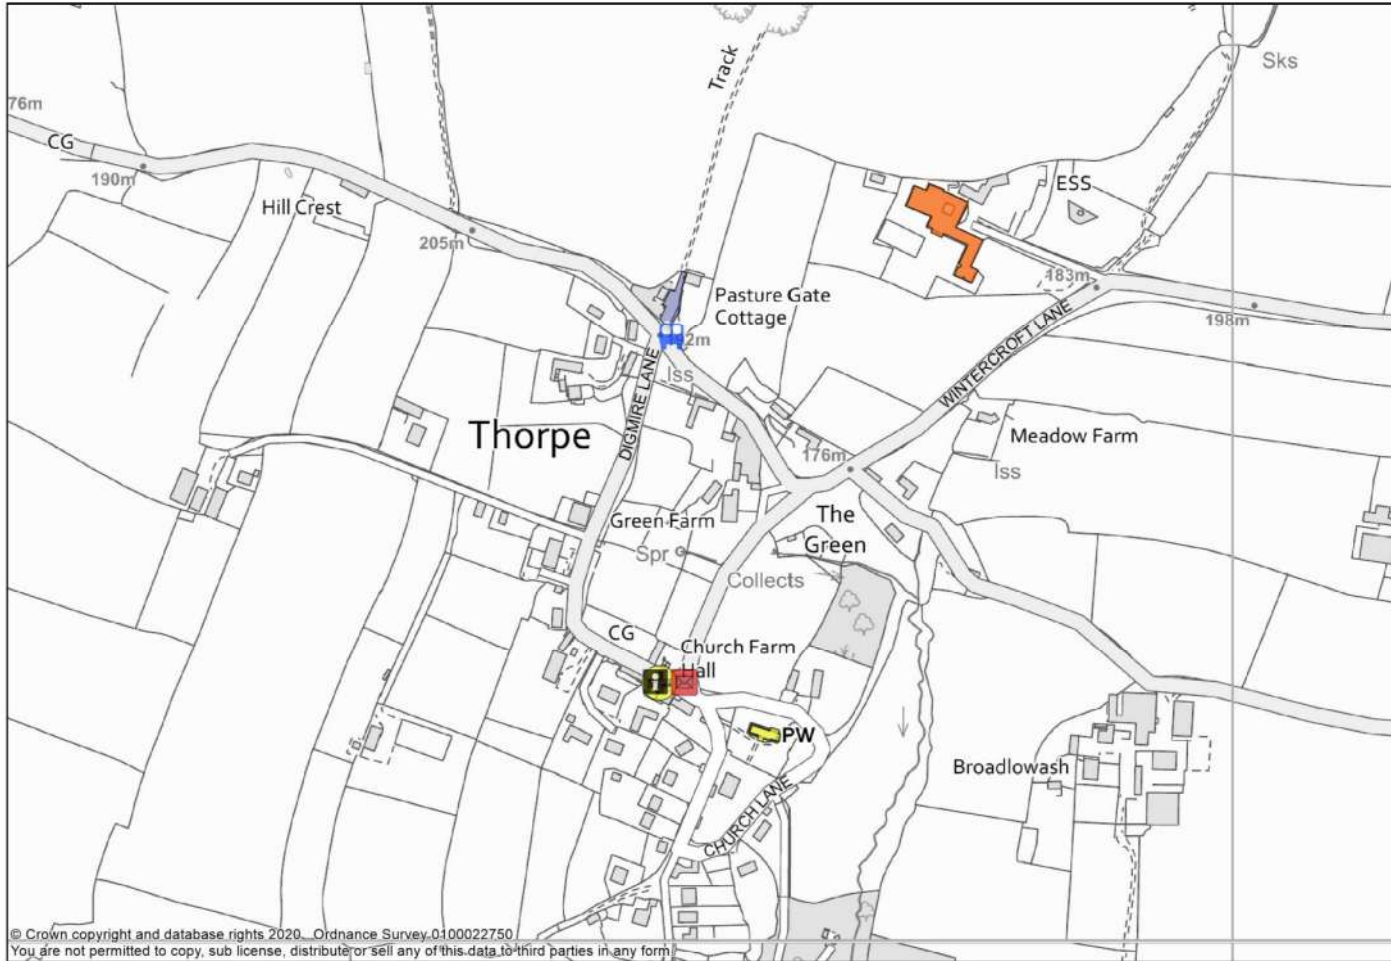 Track
Sks
76m
CG
190m
Hill Crest
205m
ESS
183m
198m
Pasture Gate
Cottage
Iss
DIGMIRE LANE
WINTERCROFT LANE
Thorpe
176m
Meadow Farm
Iss
Green Farm
The
Green
Spr
Collects
CG
Church Farm
Hall
i
PW
Broadlowash
CHURCH LANE
© Crown copyright and database rights 2020. Ordnance Survey 0100022750
You are not permitted to copy, sub license, distribute or sell any of this data to third parties in any form